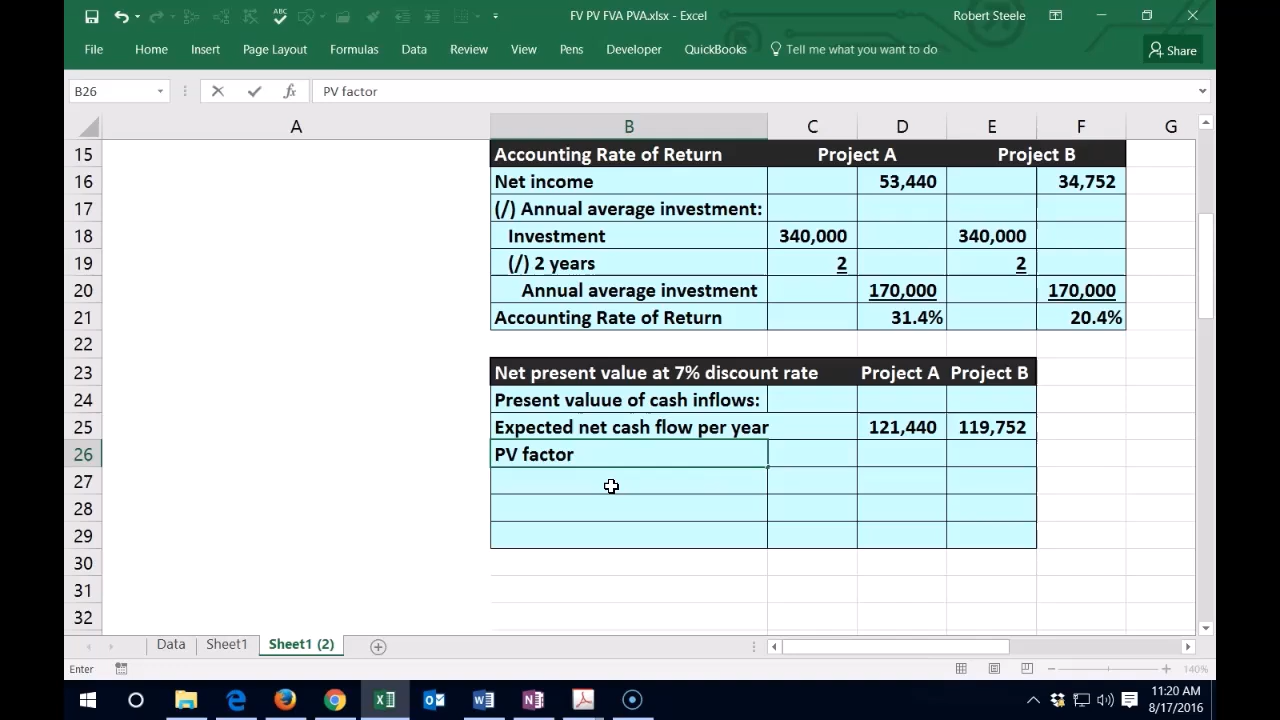 FV PV FVA PVA.xlsx - Excel
Robert Steele
File Home Insert Page Layout Formulas Data Review View Pens Developer QuickBooks Tell me what you want to do Share
B26 fx PV factor
A B C D E F G
15 Accounting Rate of Return Project A Project B
16 Net income 53,440 34,752
17 (/) Annual average investment:
18 Investment 340,000 340,000
19 (/) 2 years 2 2
20 Annual average investment 170,000 170,000
21 Accounting Rate of Return 31.4% 20.4%
22
23 Net present value at 7% discount rate Project A Project B
24 Present valuue of cash inflows:
25 Expected net cash flow per year 121,440 119,752
26 PV factor
27
28
29
30
31
32
Data Sheet1 Sheet1 (2)
Enter 140%
11:20 AM
8/17/2016